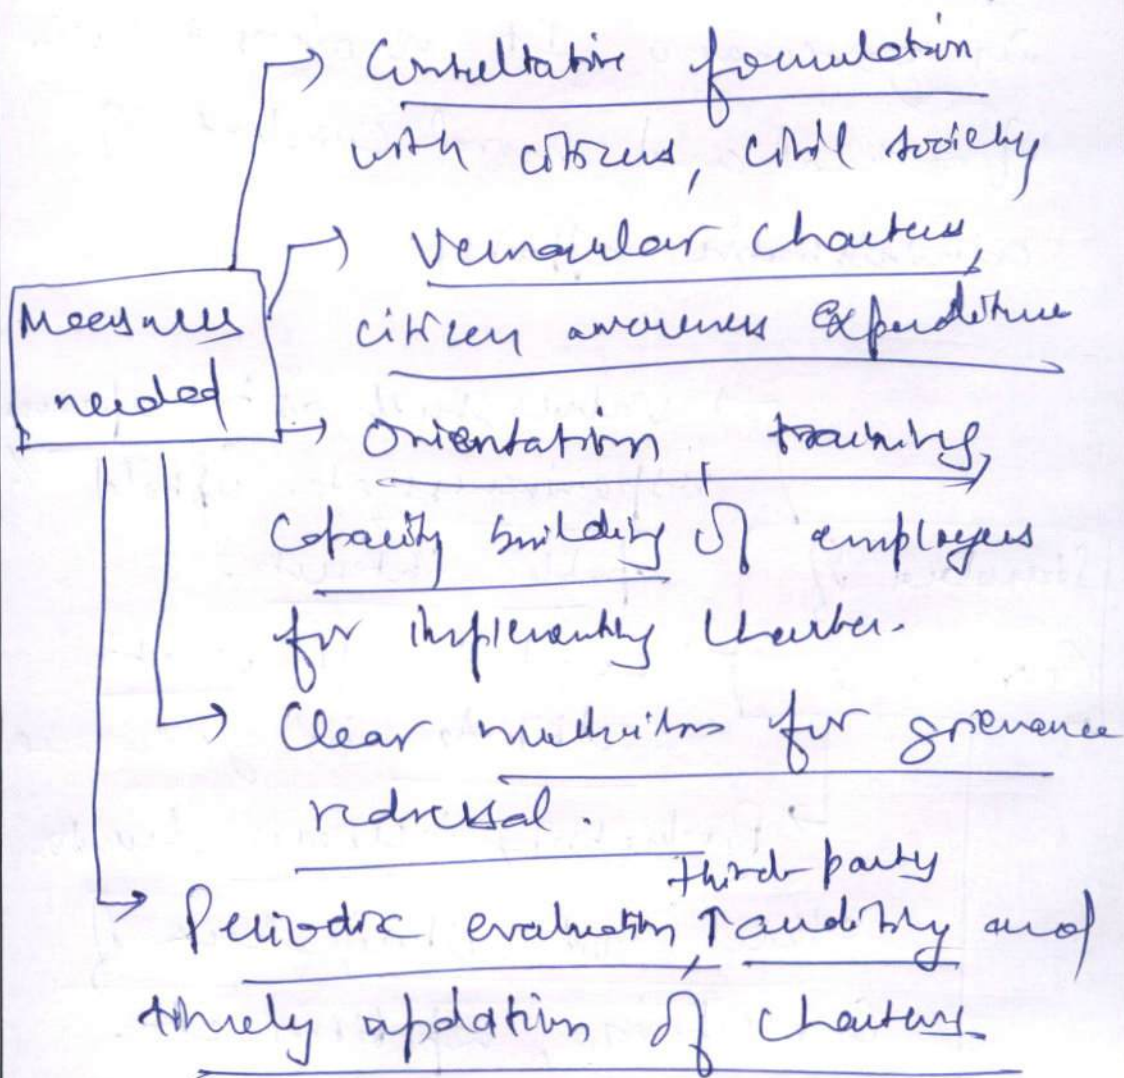 Measures
needed
Consultative formulation
with citizens, civil society
Vernacular Charters,
citizen awareness expenditure
Orientation, training,
Capacity building of employees
for implementing Charter.
Clear mechanism for grievance
redressal.
Third-party
Periodic evaluation, ↑ auditing and
timely updation of Charters